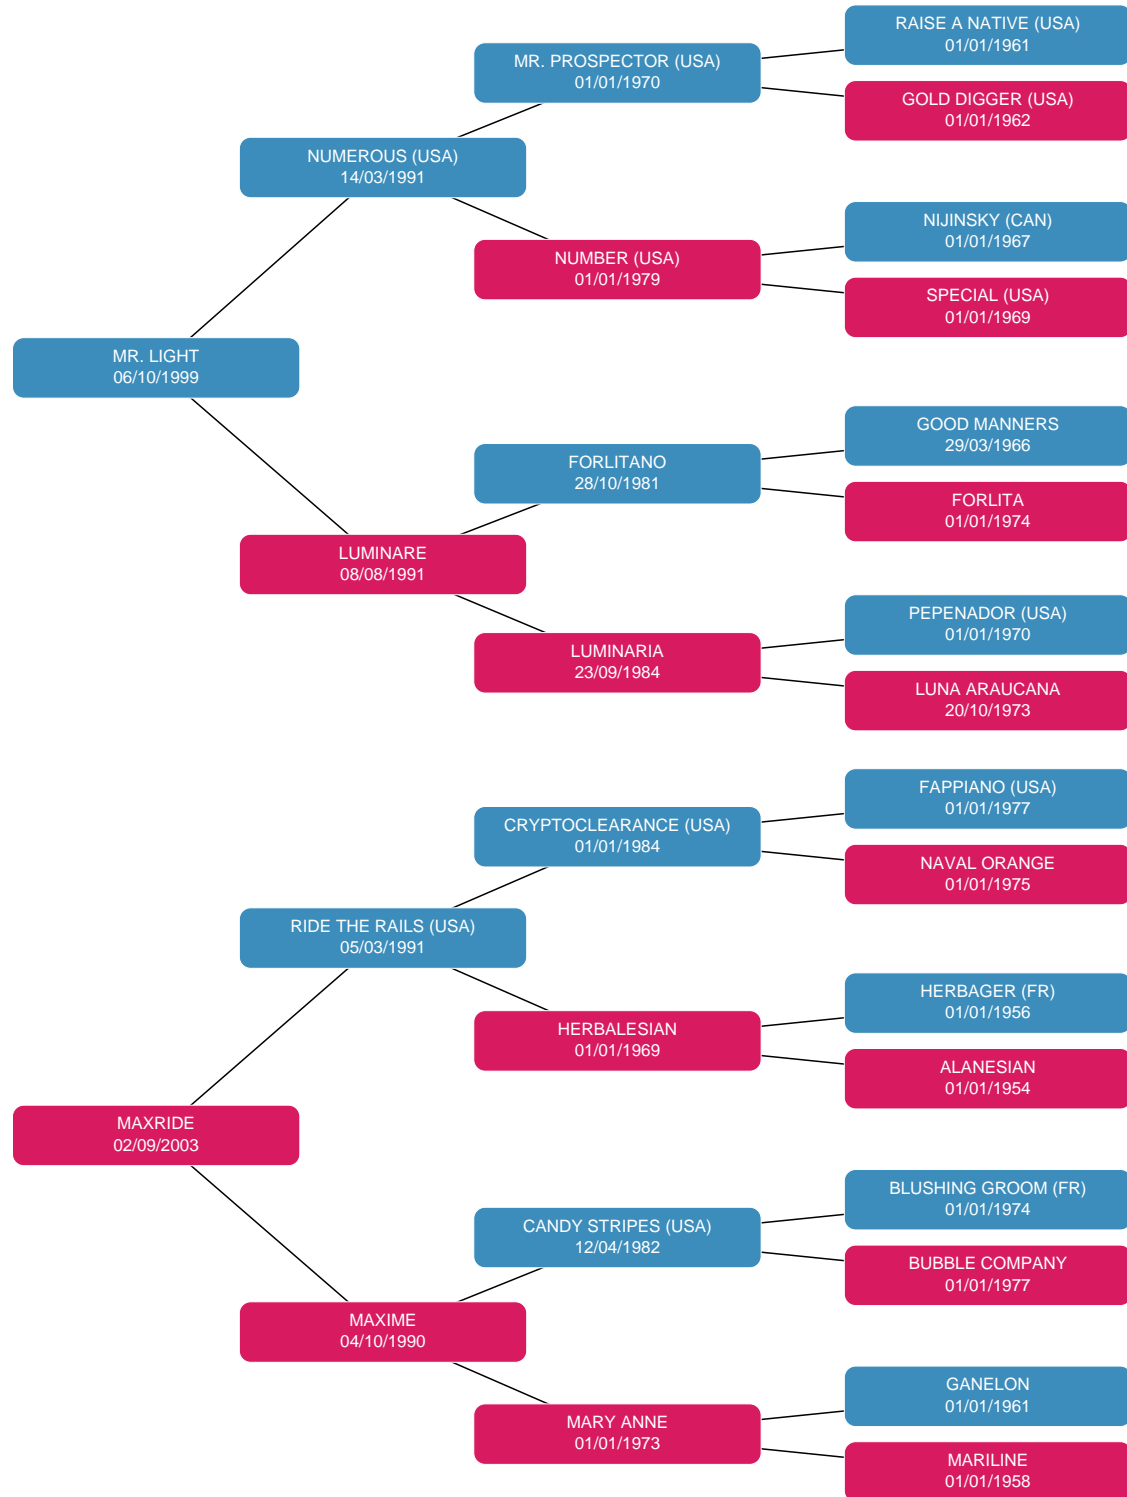 RAISE A NATIVE (USA)
01/01/1961
MR. PROSPECTOR (USA)
01/01/1970
GOLD DIGGER (USA)
01/01/1962
NUMEROUS (USA)
14/03/1991
NIJINSKY (CAN)
01/01/1967
NUMBER (USA)
01/01/1979
SPECIAL (USA)
01/01/1969
MR. LIGHT
06/10/1999
GOOD MANNERS
29/03/1966
FORLITANO
28/10/1981
FORLITA
01/01/1974
LUMINARE
08/08/1991
PEPENADOR (USA)
01/01/1970
LUMINARIA
23/09/1984
LUNA ARAUCANA
20/10/1973
FAPPIANO (USA)
01/01/1977
CRYPTOCLEARANCE (USA)
01/01/1984
NAVAL ORANGE
01/01/1975
RIDE THE RAILS (USA)
05/03/1991
HERBAGER (FR)
01/01/1956
HERBALESIAN
01/01/1969
ALANESIAN
01/01/1954
MAXRIDE
02/09/2003
BLUSHING GROOM (FR)
01/01/1974
CANDY STRIPES (USA)
12/04/1982
BUBBLE COMPANY
01/01/1977
MAXIME
04/10/1990
GANELON
01/01/1961
MARY ANNE
01/01/1973
MARILINE
01/01/1958